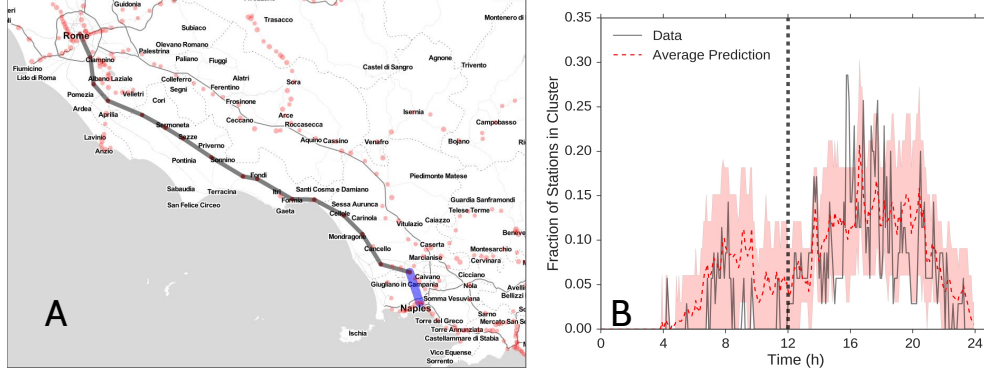 eri
Guidonia
Rome
Ciampino
Fiumicino
Lido di Roma
Albano Laziale
Pomezia
Velletri
Ardea
Aprilia
Cori
Lavinio
Anzio
Subiaco
Olevano Romano
Palestrina
Paliano
Fiuggi
Colleferro
Segni
Alatri
Ferentino
Frosinone
Ceccano
Trasacco
Montenero di
Agnone
Castel di Sangro
Trivento
Sora
Arce
Roccasecca
Isernia
Campobasso
Aquino
Cassino
Venafro
Bojano
Ri
Sermoneta
Sezze
Priverno
Pontinia
Sonnino
Sabaudia
Terracina
San Felice Circeo
Fondi
Itri
Formia
Gaeta
Santi Cosma e Damiano
Piedimonte Matese
Sessa Aurunca
Cellole
Carinola
Guardia Sanframondi
Telese Terme
Caiazzo
Vitulazio
Mondragone
Caserta
Beneve
Cancello
Marcianise
Montesarchio
Cervinara
Caivano
Cicciano
Giugliano in Campania
Nola
Avelli
Bellizzi
Somma Vesuviana
Naples
Sarno
So
Torre del Greco
Mercato San Se
Torre Annunziata
Castellammare di Stabia
Ischia
Vico Equense
Sorrento
A
0.35
0.30
0.25
0.20
0.15
0.10
0.05
0.00
Fraction of Stations in Cluster
Data
Average Prediction
B
0
4
8
12
16
20
24
Time (h)